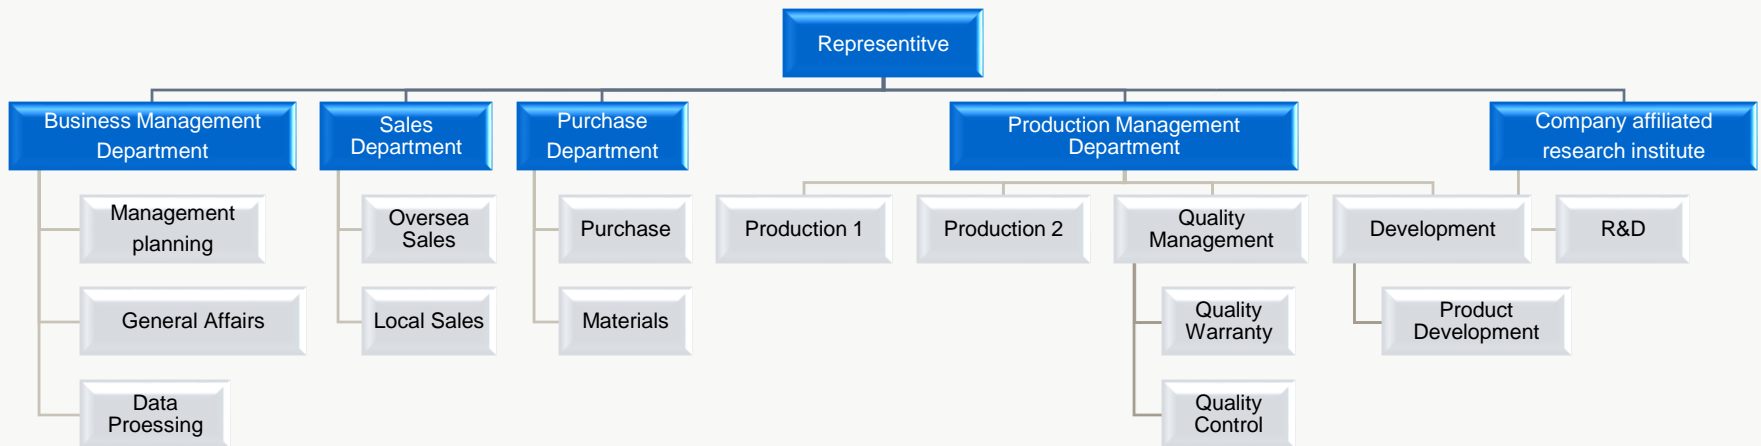 Representitve
Business Management
Department
Sales
Department
Purchase
Department
Production Management
Department
Company affiliated
research institute
Management
planning
Oversea
Sales
Purchase
Production 1
Production 2
Quality
Management
Development
R&D
General Affairs
Local Sales
Materials
Quality
Warranty
Product
Development
Data
Proessing
Quality
Control